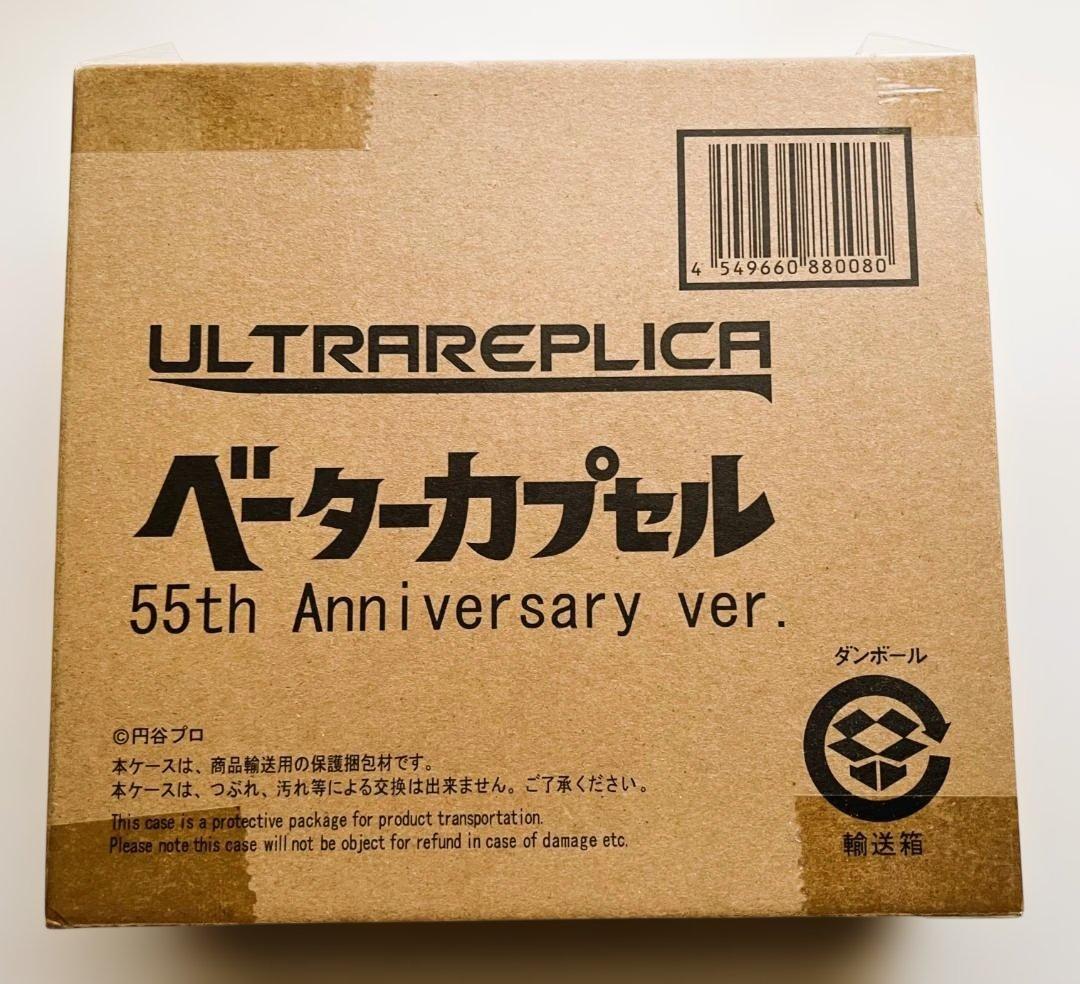 4 549660 880080
ULTRAREPLICA
ベーターカプセル
55th Anniversary ver.
ダンボール
©円谷プロ
本ケースは、商品輸送用の保護梱包材です。
本ケースは、つぶれ、汚れ等による交換は出来ません。ご了承ください。
This case is a protective package for product transportation.
Please note this case will not be object for refund in case of damage etc.
輸送箱